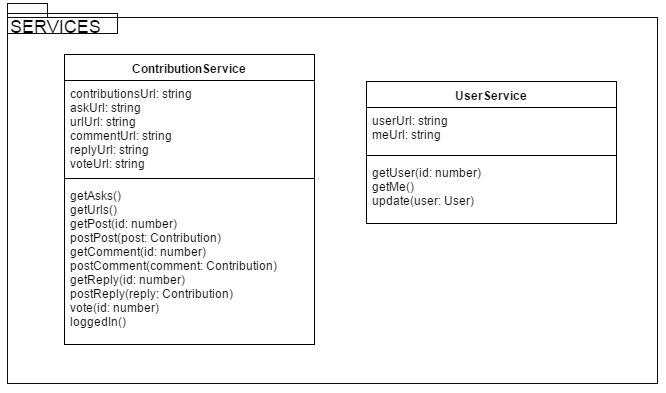 SERVICES
ContributionService
contributionsUrl: string
askUrl: string
urlUrl: string
commentUrl: string
replyUrl: string
voteUrl: string
getAsks()
getUrls()
getPost(id: number)
postPost(post: Contribution)
getComment(id: number)
postComment(comment: Contribution)
getReply(id: number)
postReply(reply: Contribution)
vote(id: number)
loggedIn()
UserService
userUrl: string
meUrl: string
getUser(id: number)
getMe()
update(user: User)